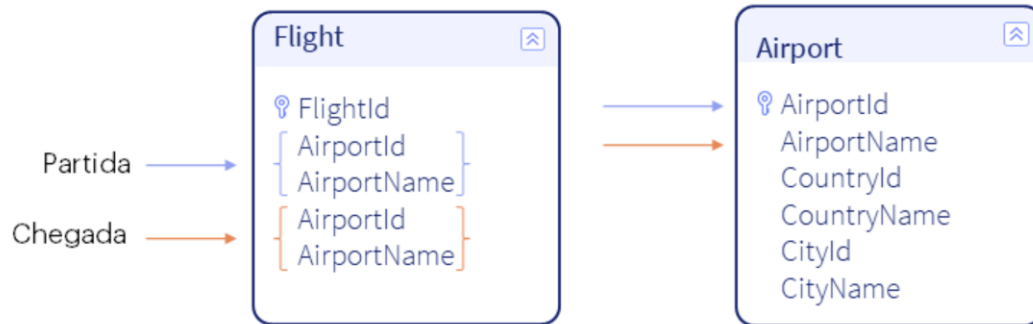 Flight
FlightId
AirportId
AirportName
AirportId
AirportName
Partida
Chegada
Airport
AirportId
AirportName
CountryId
CountryName
CityId
CityName